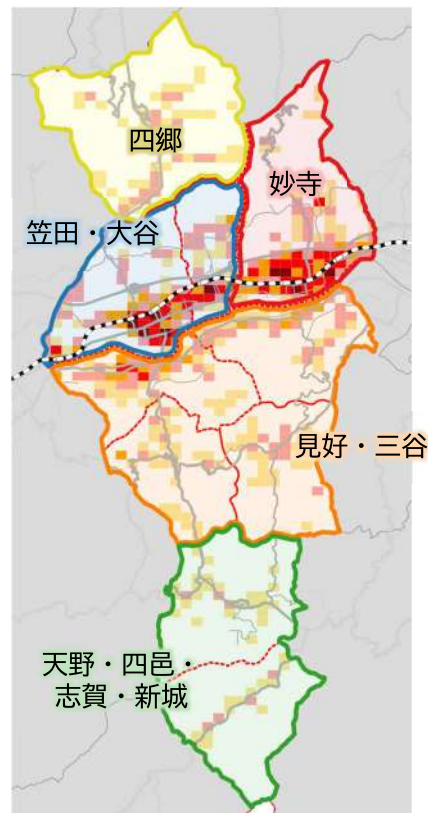 四郷
妙寺
笠田・大谷
見好・三谷
天野・四邑・
志賀・新城